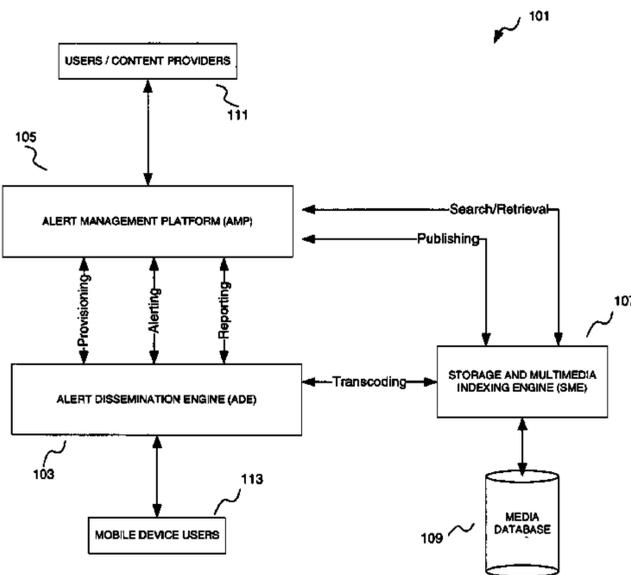 101
USERS / CONTENT PROVIDERS
111
105
ALERT MANAGEMENT PLATFORM (AMP)
Search/Retrieval
Publishing
Provisioning
Alerting
Reporting
107
STORAGE AND MULTIMEDIA
INDEXING ENGINE (SME)
ALERT DISSEMINATION ENGINE (ADE)
Transcoding
103
113
MOBILE DEVICE USERS
109
MEDIA
DATABASE